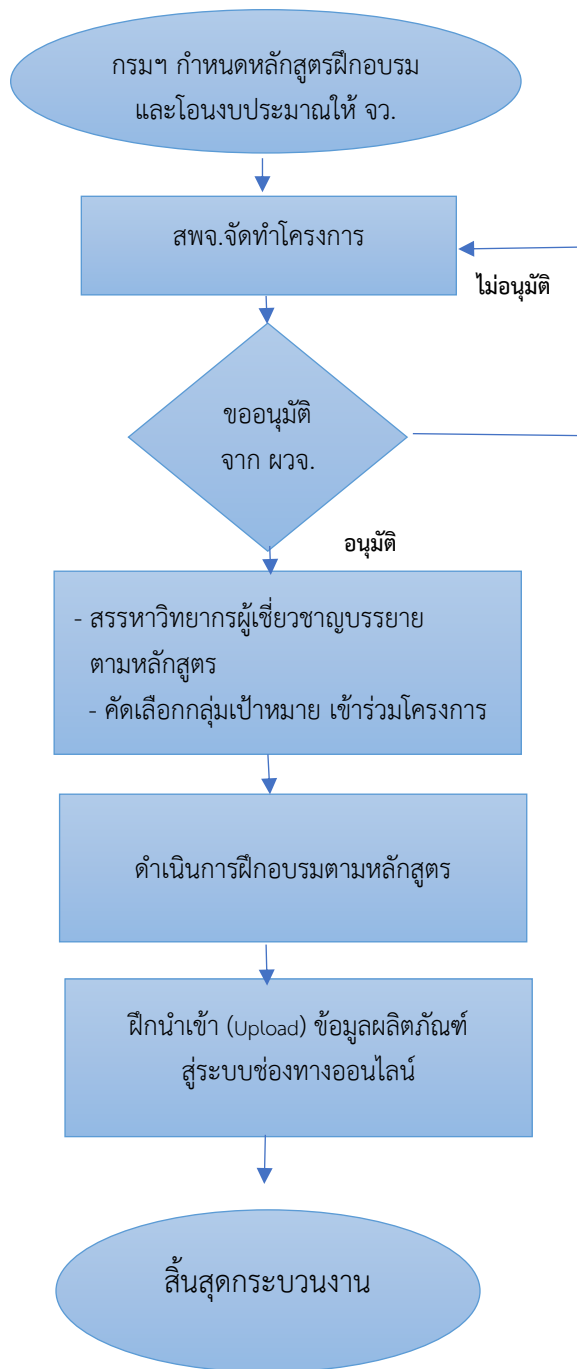 กรมฯ กำหนดหลักสูตรฝึกอบรม
และโอนงบประมาณให้ จว.
สพจ.จัดทำโครงการ
ไม่อนุมัติ
ขออนุมัติ
จาก ผวจ.
อนุมัติ
- สรรหาวิทยากรผู้เชี่ยวชาญบรรยาย
ตามหลักสูตร
- คัดเลือกกลุ่มเป้าหมาย เข้าร่วมโครงการ
ดำเนินการฝึกอบรมตามหลักสูตร
ฝึกนำเข้า (Upload) ข้อมูลผลิตภัณฑ์
สู่ระบบช่องทางออนไลน์
สิ้นสุดกระบวนงาน